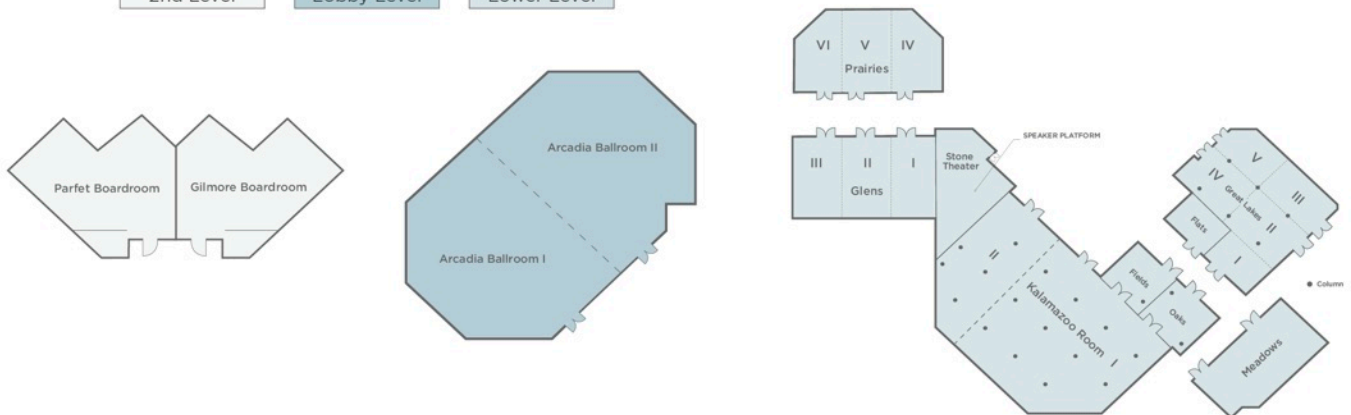 2nd Level
Lobby Level
Lower Level
Parfet Boardroom
Gilmore Boardroom
Arcadia Ballroom II
Arcadia Ballroom I
VI
V
IV
Prairies
III
II
I
Glens
Stone
Theater
SPEAKER PLATFORM
II
Kalamazoo Room
I
Fields
Oaks
V
IV
III
Great Lakes
II
Flats
I
Column
Meadows